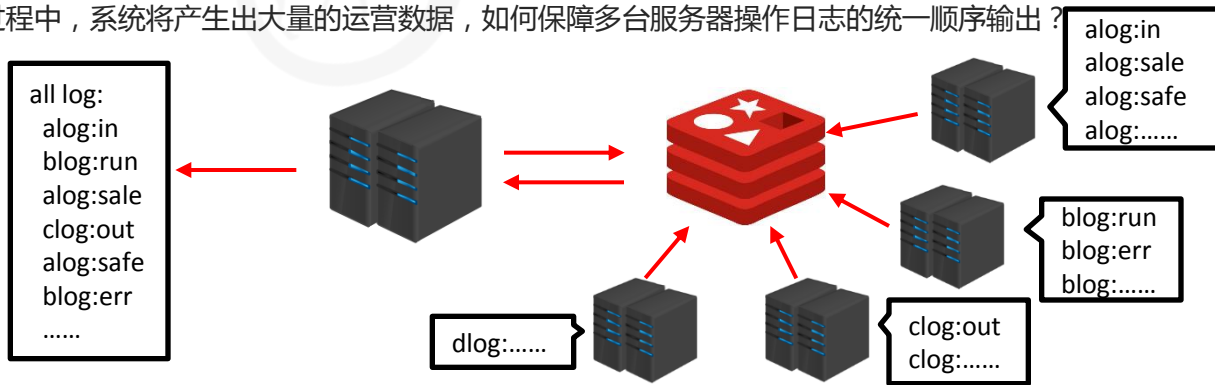 过程中，系统将产生出大量的运营数据，如何保障多台服务器操作日志的统一顺序输出？
all log:
alog:in
blog:run
alog:sale
clog:out
alog:safe
blog:err
……
alog:in
alog:sale
alog:safe
alog:……
blog:run
blog:err
blog:……
clog:out
clog:……
dlog:……